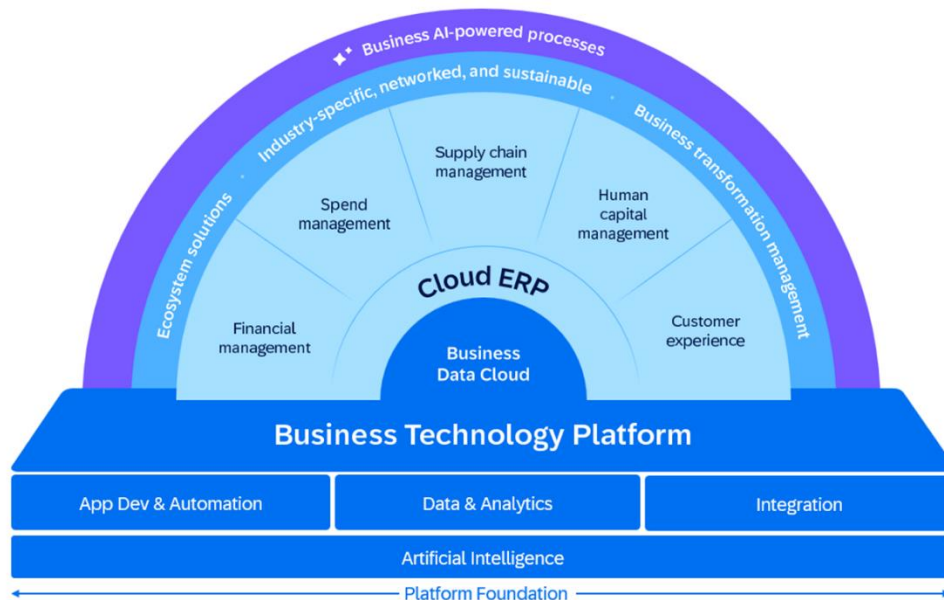 Business AI-powered processes
Ecosystem solutions · Industry-specific, networked, and sustainable · Business transformation management
Supply chain
management
Spend
management
Human
capital
management
Financial
management
Customer
experience
Cloud ERP
Business
Data Cloud
Business Technology Platform
App Dev & Automation
Data & Analytics
Integration
Artificial Intelligence
Platform Foundation